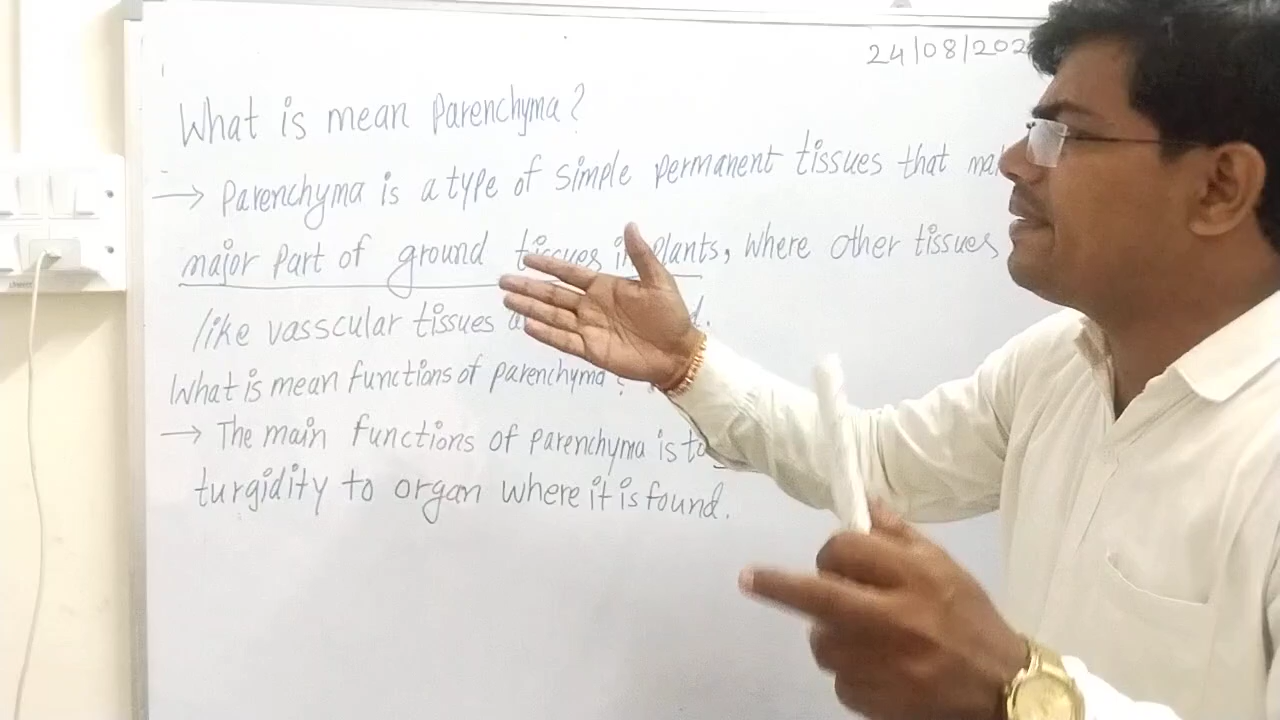 24/08/202
What is mean parenchyma?
→ Parenchyma is a type of simple permanent tissues that
major part of ground tissues in plants, where other tissues
like vasscular tissues
What is mean functions of parenchyma?
→ The main functions of parenchyma is to
turgidity to organ where it is found.